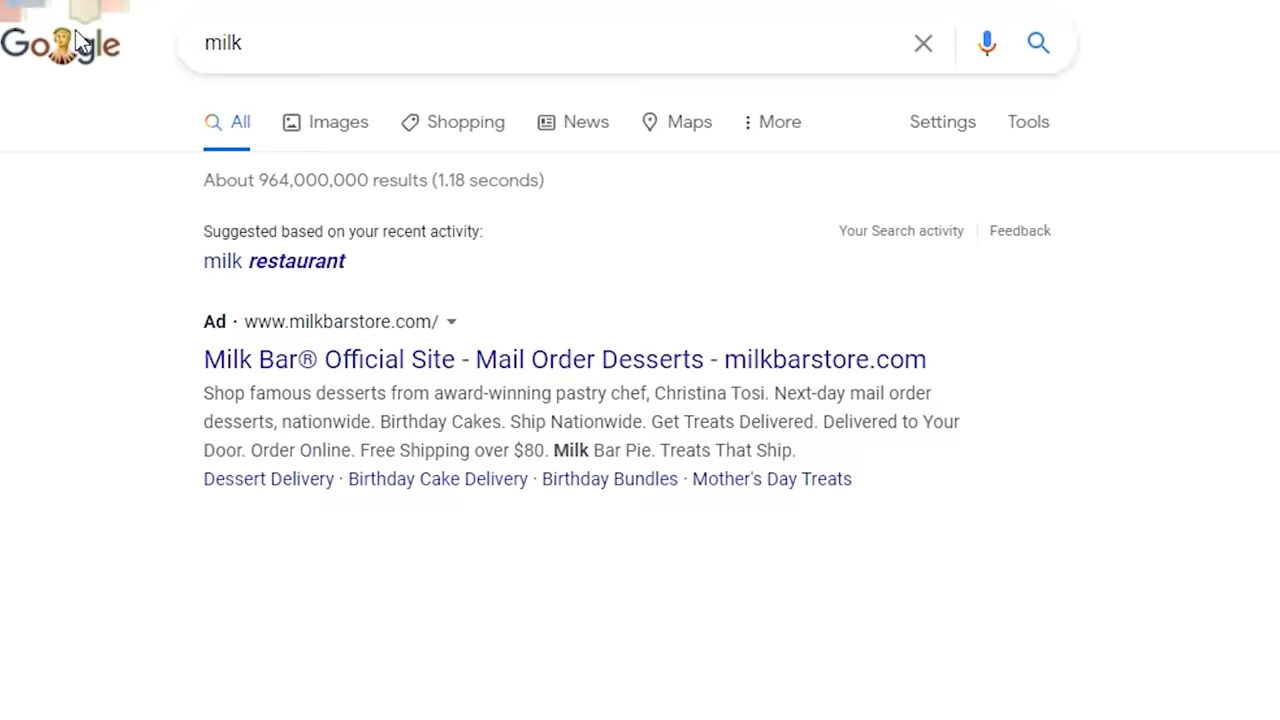 Google
milk
All Images Shopping News Maps More Settings Tools
About 964,000,000 results (1.18 seconds)
Suggested based on your recent activity: Your Search activity Feedback
milk restaurant
Ad · www.milkbarstore.com/
Milk Bar® Official Site - Mail Order Desserts - milkbarstore.com
Shop famous desserts from award-winning pastry chef, Christina Tosi. Next-day mail order
desserts, nationwide. Birthday Cakes. Ship Nationwide. Get Treats Delivered. Delivered to Your
Door. Order Online. Free Shipping over $80. Milk Bar Pie. Treats That Ship.
Dessert Delivery · Birthday Cake Delivery · Birthday Bundles · Mother's Day Treats